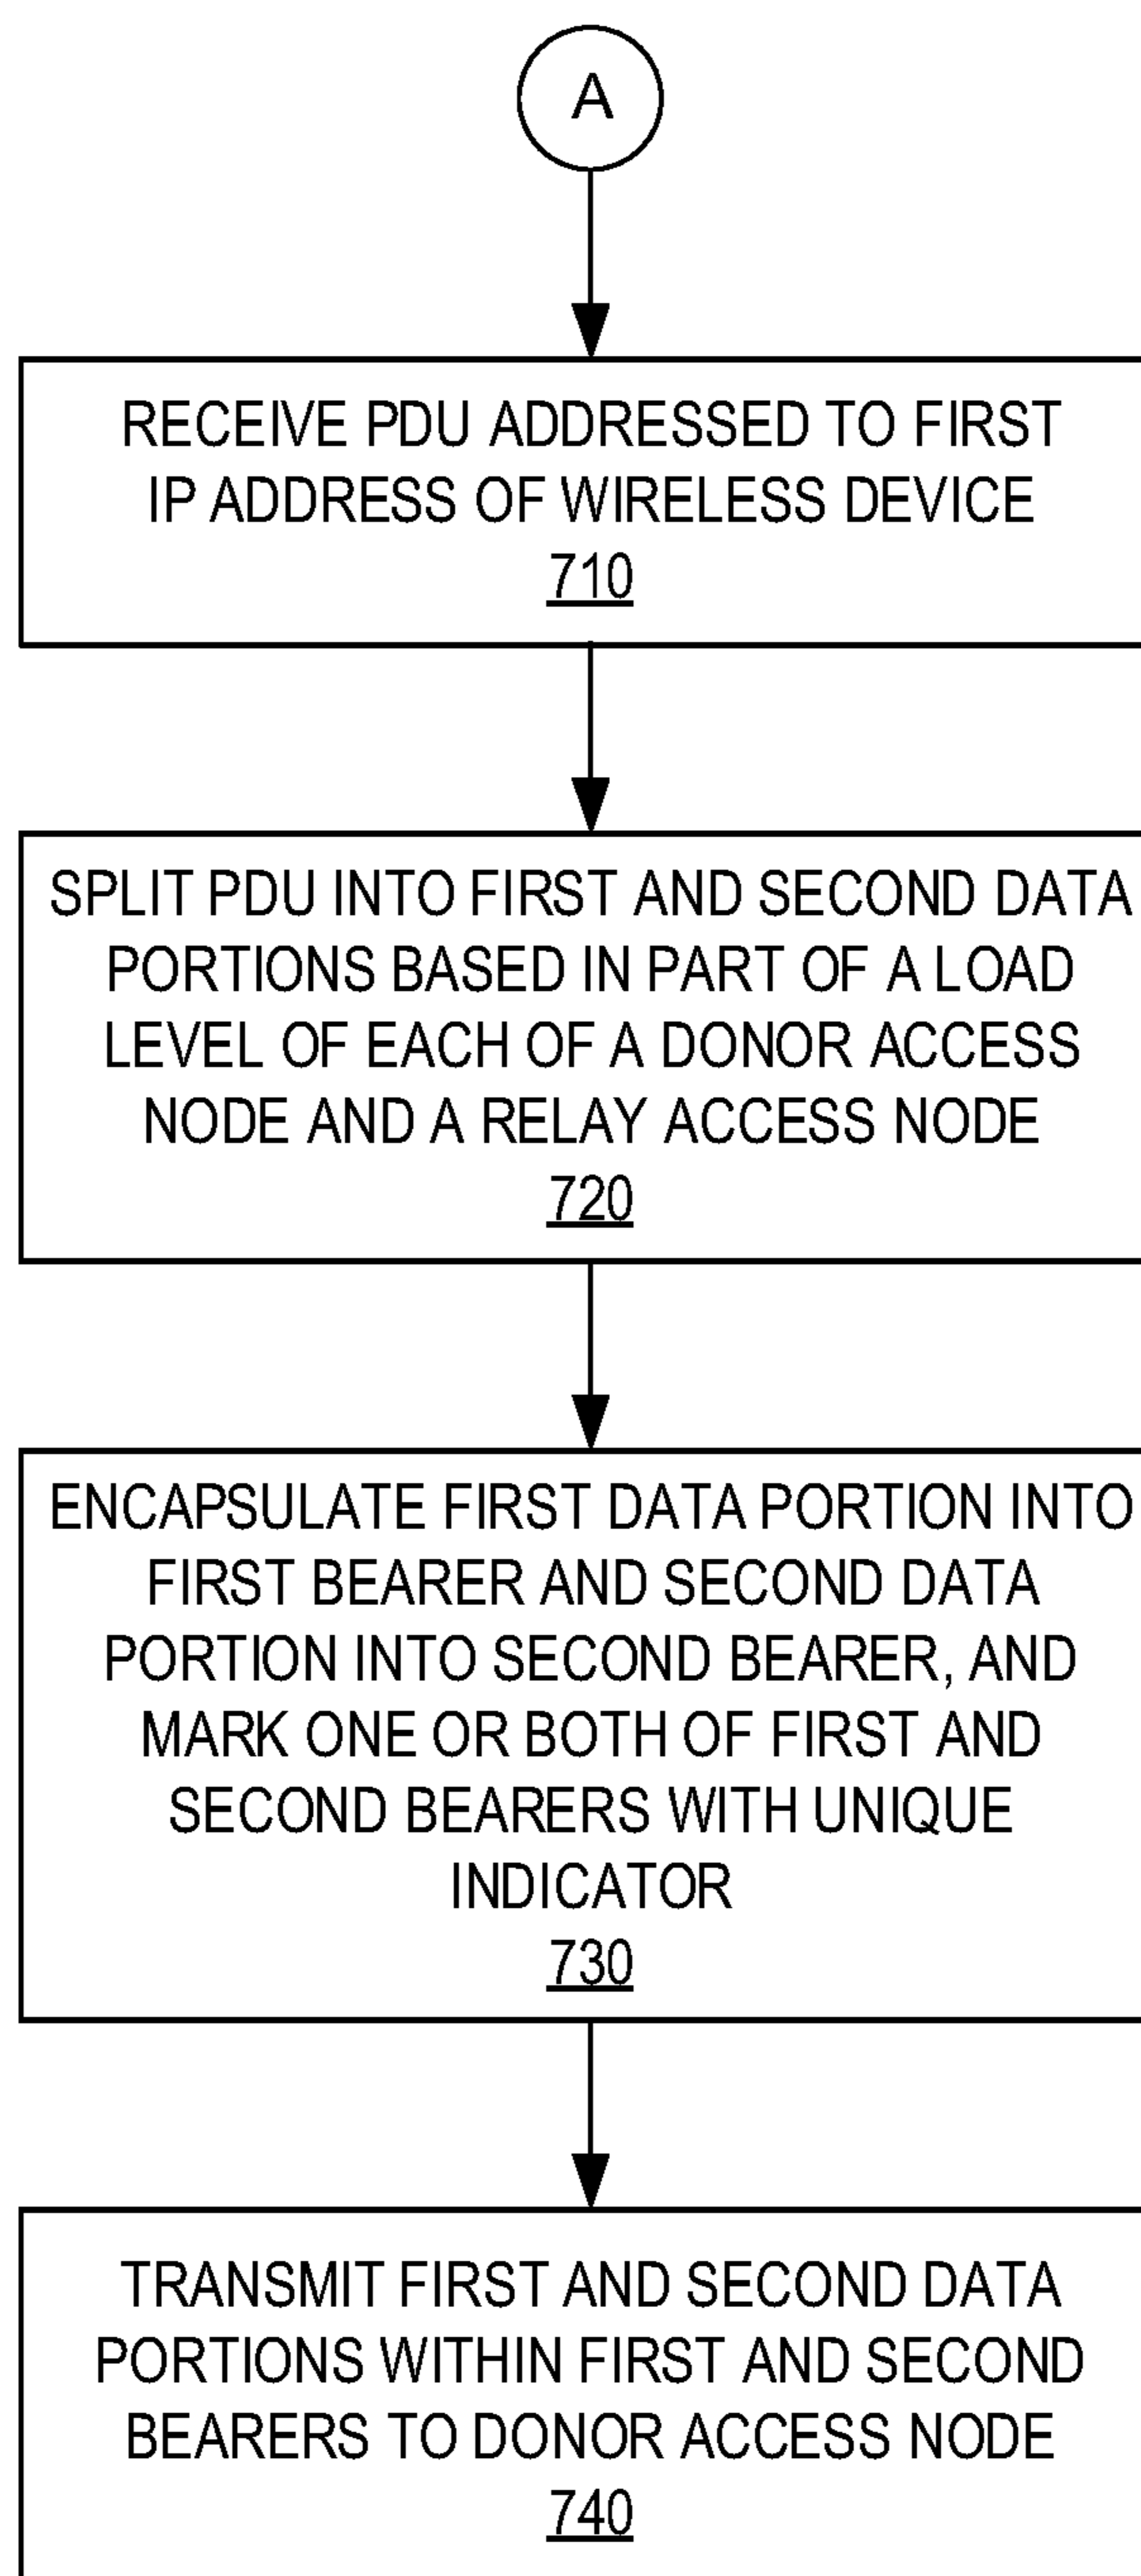 A
RECEIVE PDU ADDRESSED TO FIRST
IP ADDRESS OF WIRELESS DEVICE
710
SPLIT PDU INTO FIRST AND SECOND DATA
PORTIONS BASED IN PART OF A LOAD
LEVEL OF EACH OF A DONOR ACCESS
NODE AND A RELAY ACCESS NODE
720
ENCAPSULATE FIRST DATA PORTION INTO
FIRST BEARER AND SECOND DATA
PORTION INTO SECOND BEARER, AND
MARK ONE OR BOTH OF FIRST AND
SECOND BEARERS WITH UNIQUE
INDICATOR
730
TRANSMIT FIRST AND SECOND DATA
PORTIONS WITHIN FIRST AND SECOND
BEARERS TO DONOR ACCESS NODE
740